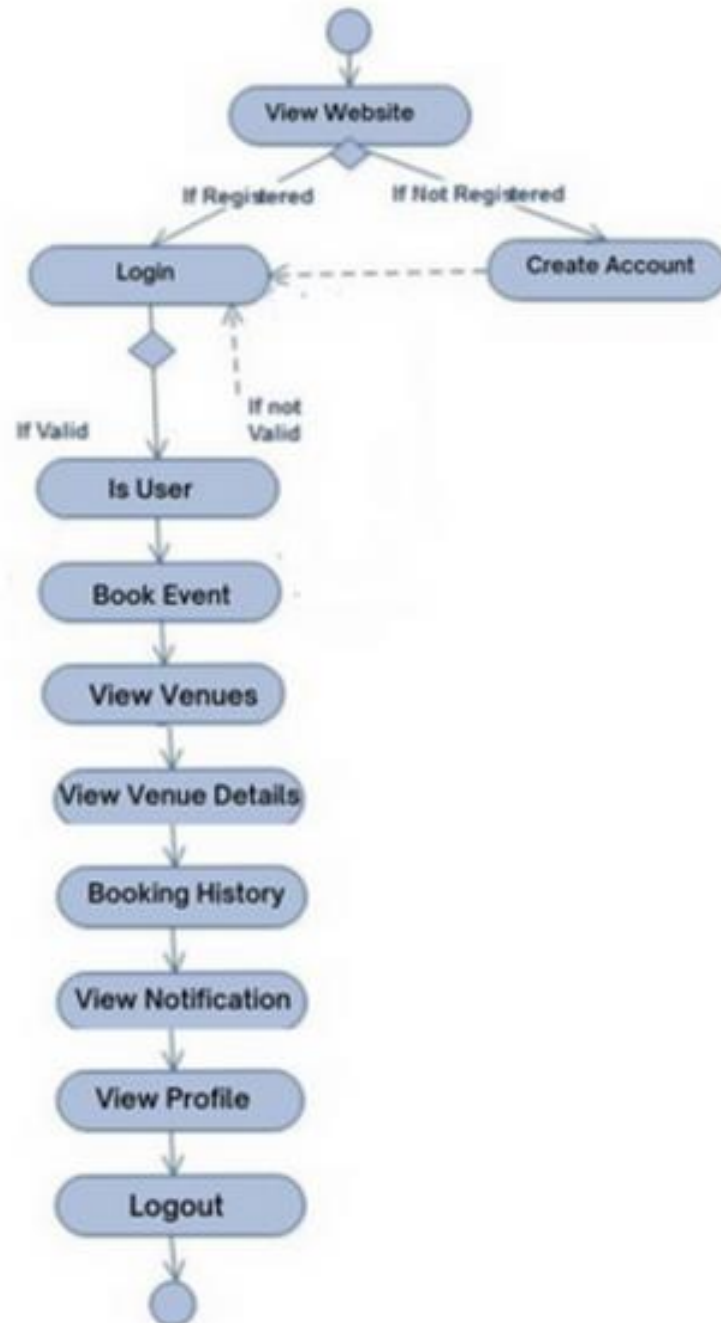 View Website
If Registered
If Not Registered
Login
Create Account
If not
Valid
If Valid
Is User
Book Event
View Venues
View Venue Details
Booking History
View Notification
View Profile
Logout